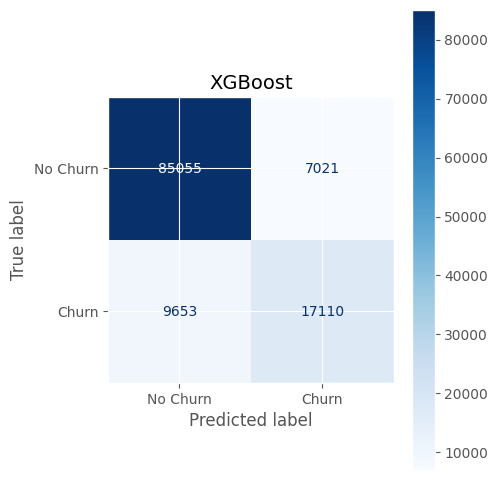 XGBoost
True label
No Churn
85055
7021
Churn
9653
17110
No Churn
Churn
Predicted label
80000
70000
60000
50000
40000
30000
20000
10000